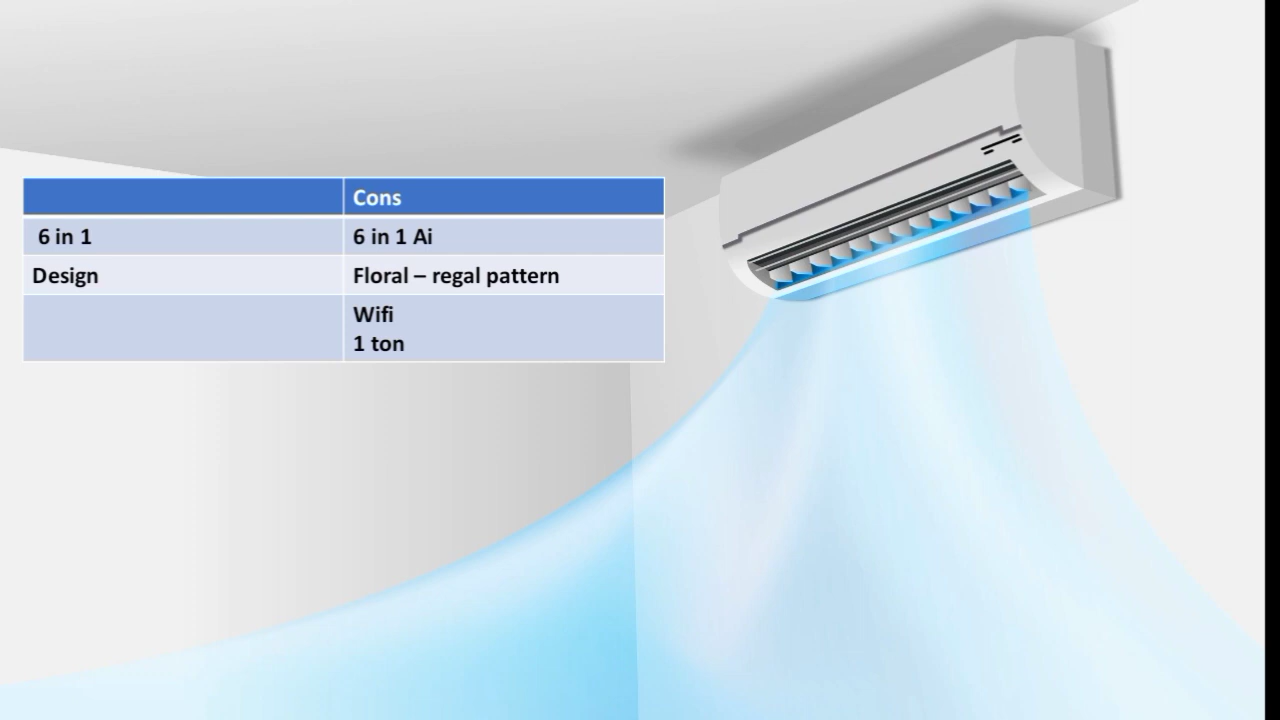 Cons
6 in 1
6 in 1 Ai
Design
Floral – regal pattern
Wifi
1 ton